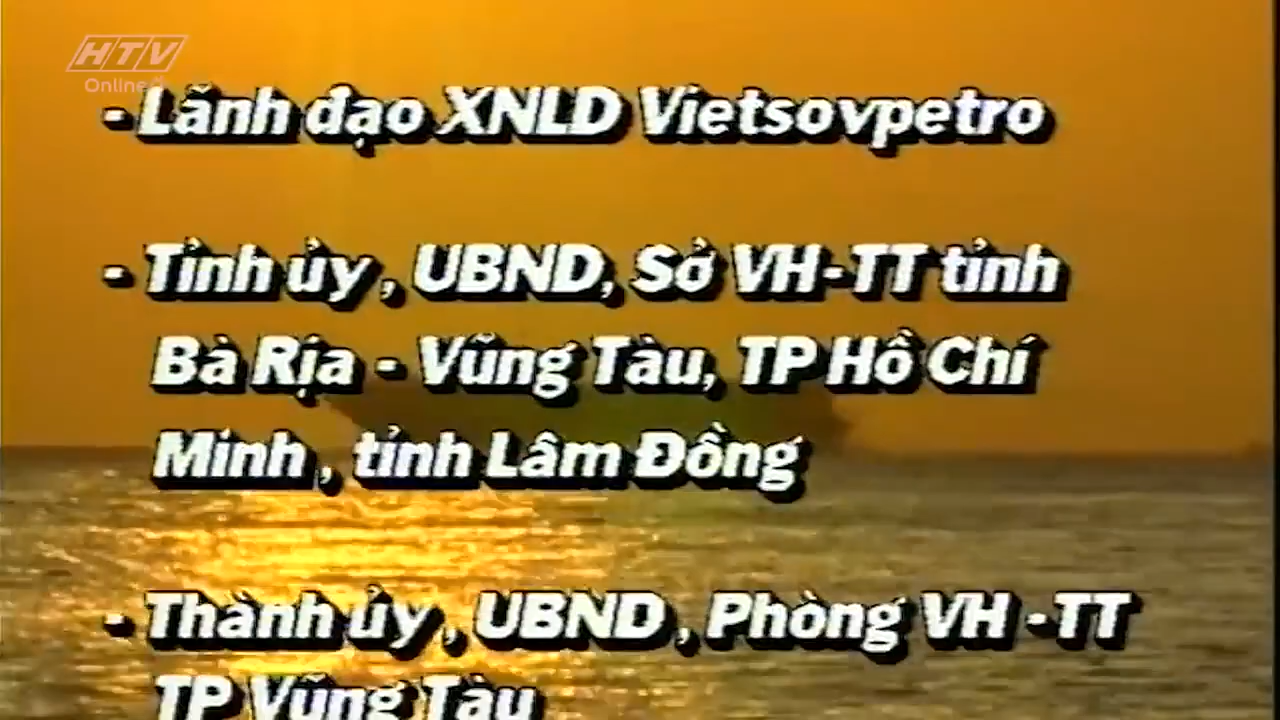 HTV
Online
- Lãnh đạo XNLD Vietsovpetro
- Tỉnh ủy , UBND, Sở VH-TT tỉnh
Bà Rịa - Vũng Tàu, TP Hồ Chí
Minh , tỉnh Lâm Đồng
- Thành ủy , UBND , Phòng VH -TT
TP Vũng Tàu